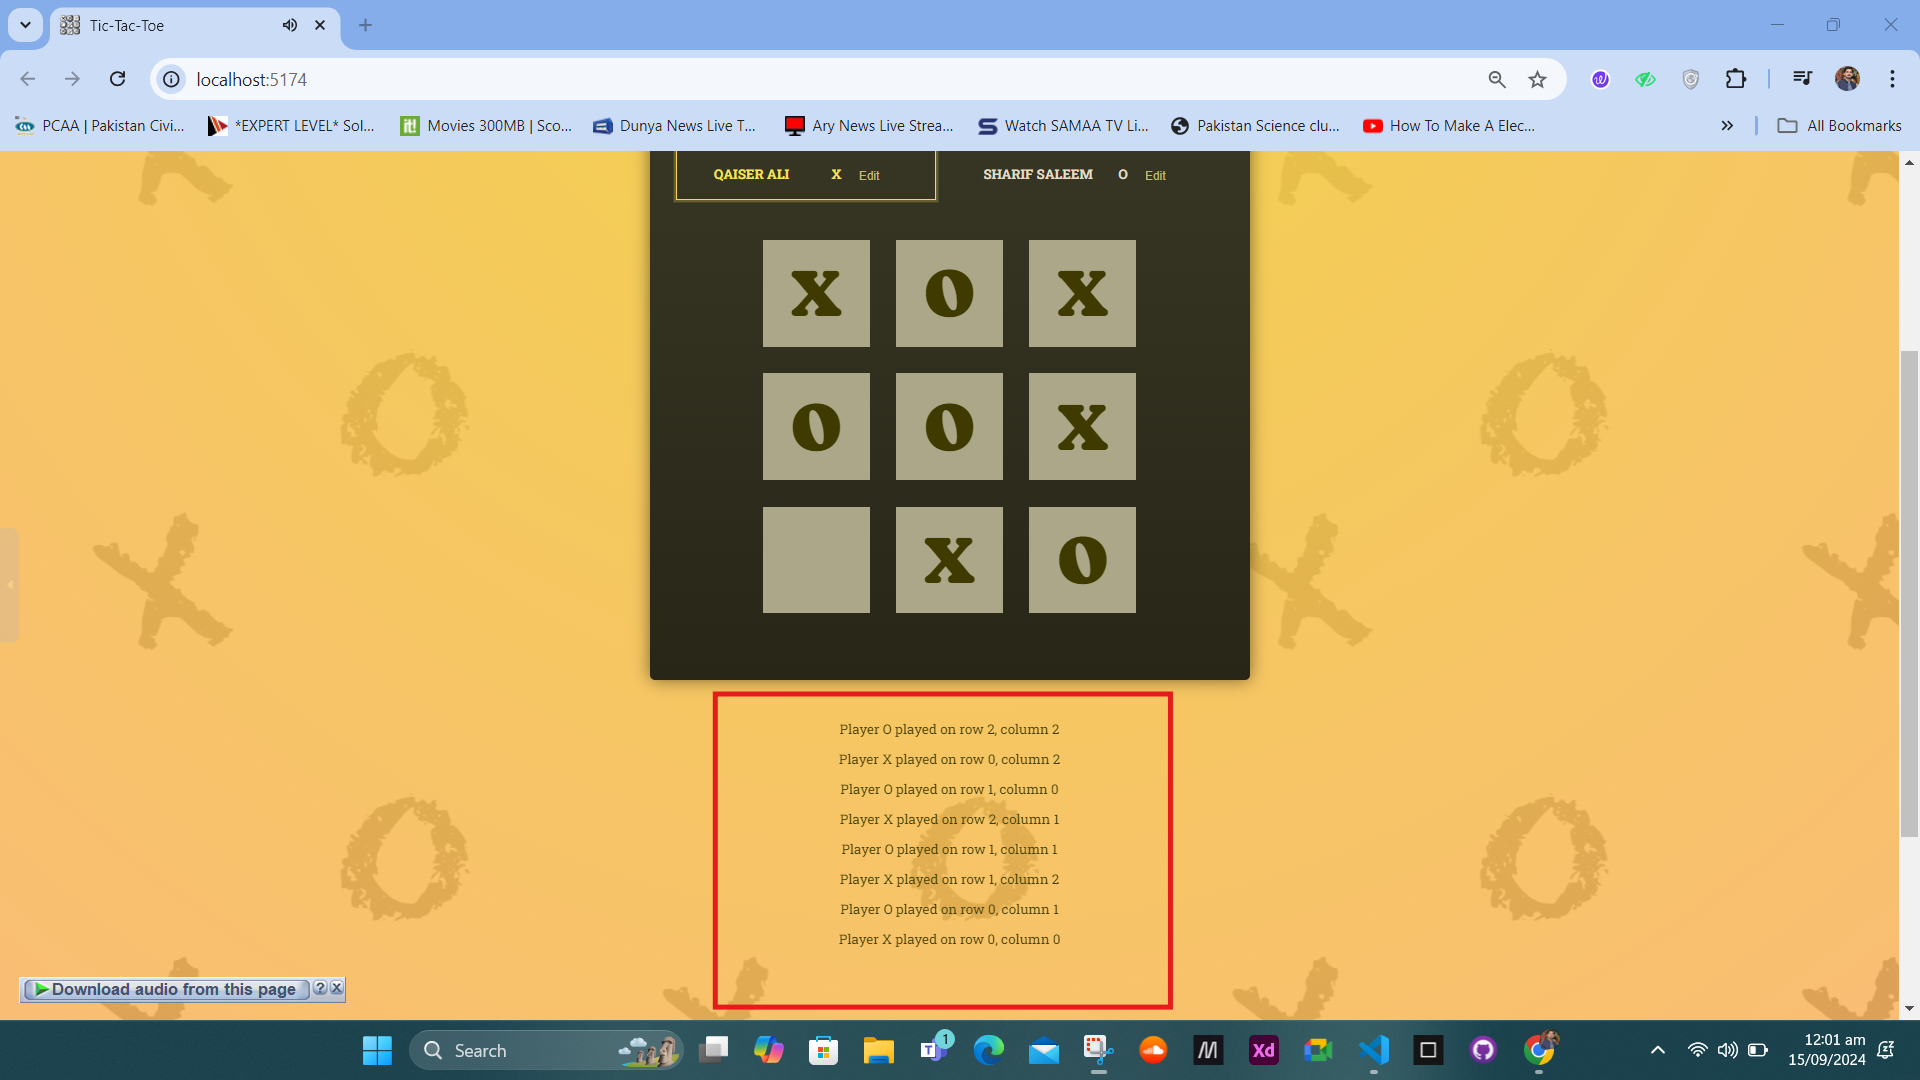 Tic-Tac-Toe
localhost:5174
PCAA | Pakistan Civi...
*EXPERT LEVEL* Sol...
Movies 300MB | Sco...
Dunya News Live T...
Ary News Live Strea...
Watch SAMAA TV Li...
Pakistan Science clu...
How To Make A Elec...
All Bookmarks
QAISER ALI X Edit
SHARIF SALEEM O Edit
X O X
O O X
X O
Player O played on row 2, column 2
Player X played on row 0, column 2
Player O played on row 1, column 0
Player X played on row 2, column 1
Player O played on row 1, column 1
Player X played on row 1, column 2
Player O played on row 0, column 1
Player X played on row 0, column 0
Download audio from this page ? X
Search
1
Xd
12:01 am
15/09/2024